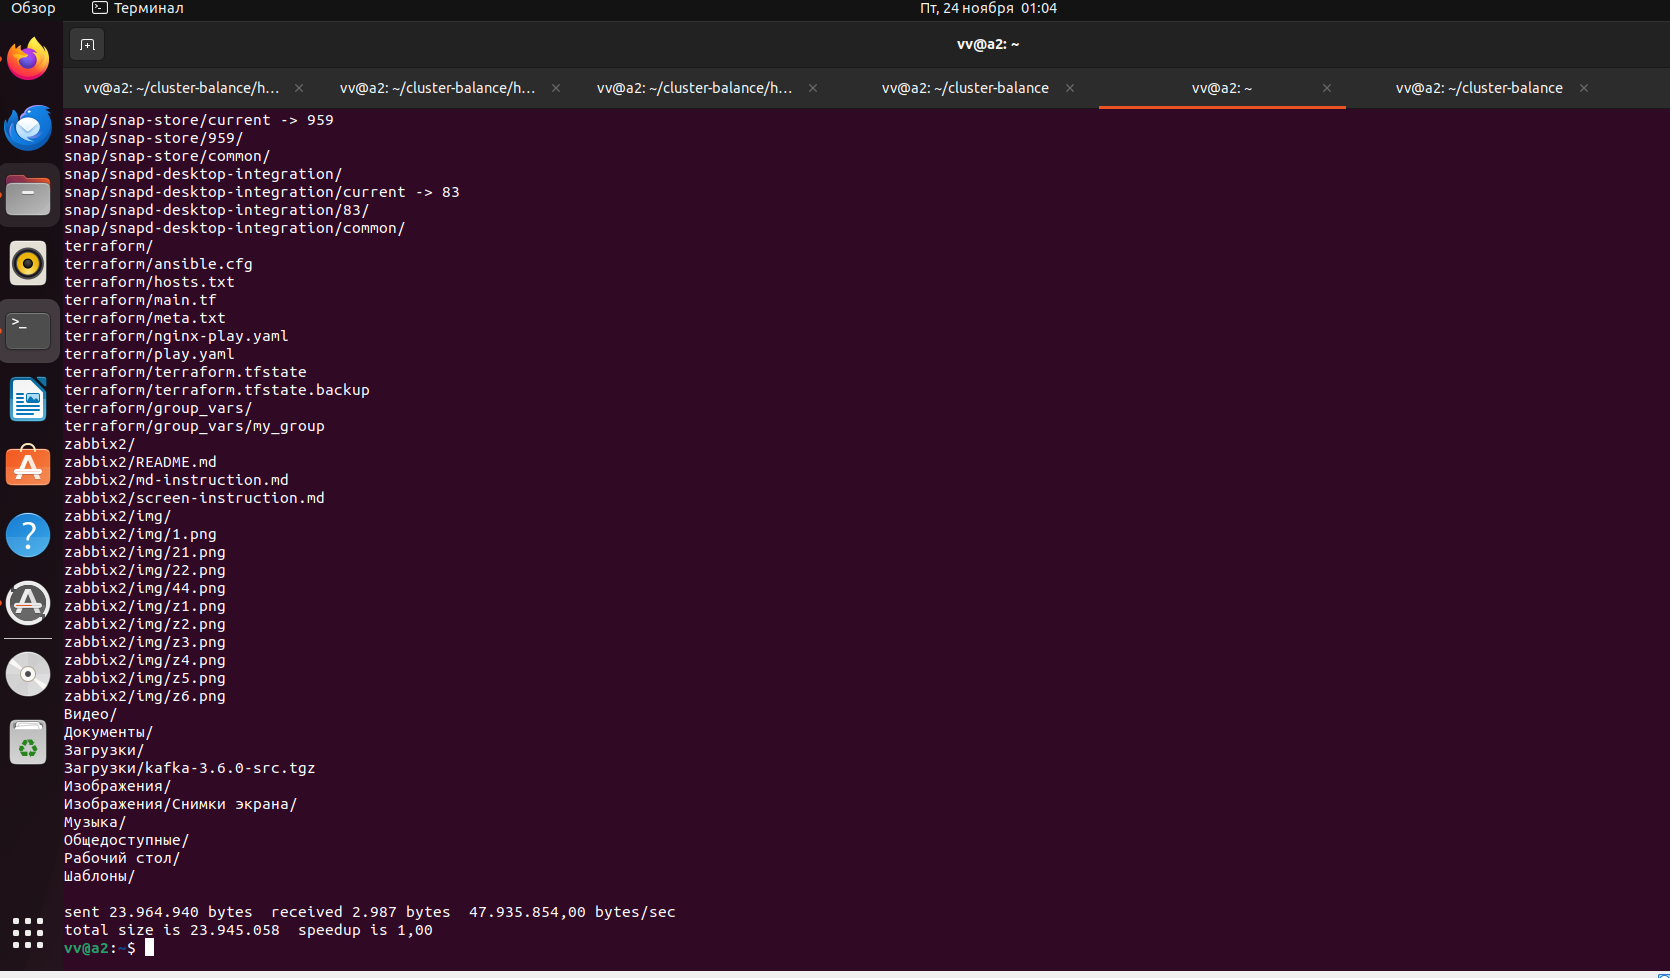 Обзор
Терминал
Пт, 24 ноября 01:04
vv@a2: ~
vv@a2: ~/cluster-balance/h...
vv@a2: ~/cluster-balance/h...
vv@a2: ~/cluster-balance/h...
vv@a2: ~/cluster-balance
vv@a2: ~
vv@a2: ~/cluster-balance
snap/snap-store/current -> 959
snap/snap-store/959/
snap/snap-store/common/
snap/snapd-desktop-integration/
snap/snapd-desktop-integration/current -> 83
snap/snapd-desktop-integration/83/
snap/snapd-desktop-integration/common/
terraform/
terraform/ansible.cfg
terraform/hosts.txt
terraform/main.tf
terraform/meta.txt
terraform/nginx-play.yaml
terraform/play.yaml
terraform/terraform.tfstate
terraform/terraform.tfstate.backup
terraform/group_vars/
terraform/group_vars/my_group
zabbix2/
zabbix2/README.md
zabbix2/md-instruction.md
zabbix2/screen-instruction.md
zabbix2/img/
zabbix2/img/1.png
zabbix2/img/21.png
zabbix2/img/22.png
zabbix2/img/44.png
zabbix2/img/z1.png
zabbix2/img/z2.png
zabbix2/img/z3.png
zabbix2/img/z4.png
zabbix2/img/z5.png
zabbix2/img/z6.png
Видео/
Документы/
Загрузки/
Загрузки/kafka-3.6.0-src.tgz
Изображения/
Изображения/Снимки экрана/
Музыка/
Общедоступные/
Рабочий стол/
Шаблоны/
sent 23.964.940 bytes  received 2.987 bytes  47.935.854,00 bytes/sec
total size is 23.945.058  speedup is 1,00
vv@a2:~$